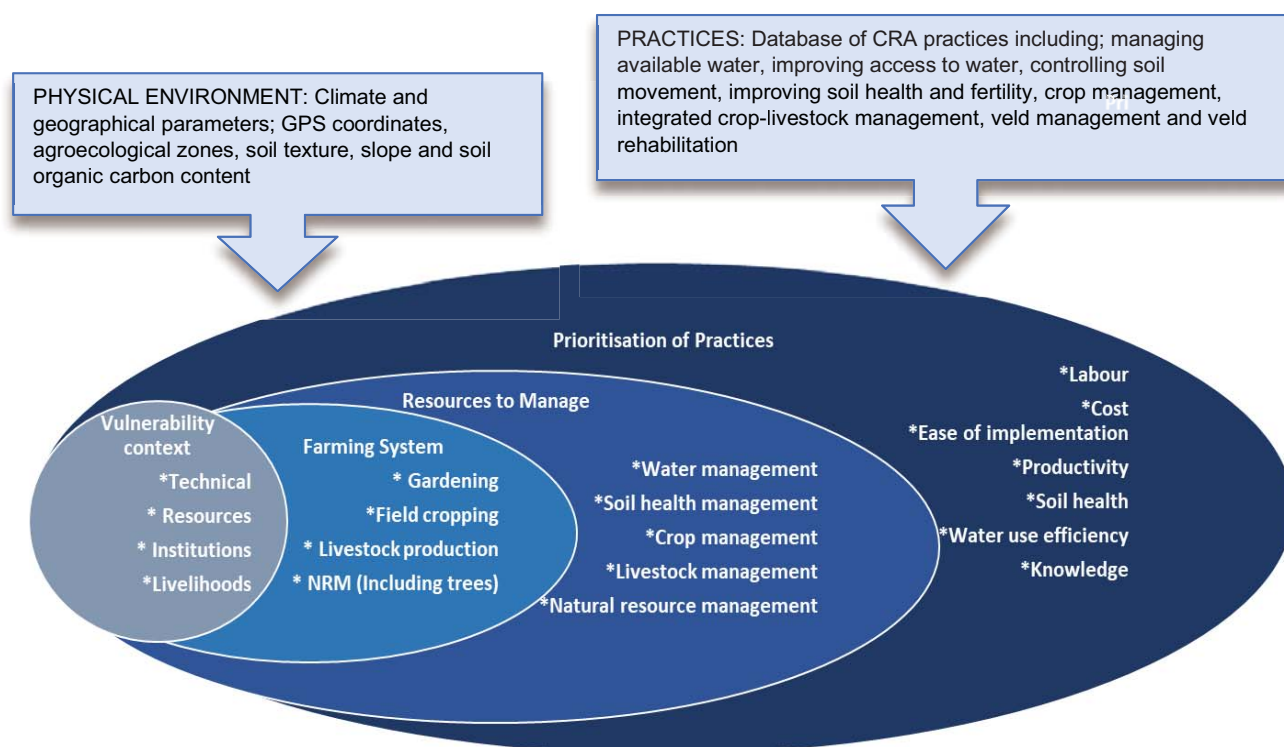 PHYSICAL ENVIRONMENT: Climate and
geographical parameters; GPS coordinates,
agroecological zones, soil texture, slope and soil
organic carbon content
PRACTICES: Database of CRA practices including; managing
available water, improving access to water, controlling soil
movement, improving soil health and fertility, crop management,
integrated crop-livestock management, veld management and veld
rehabilitation
Pri
Prioritisation of Practices
*Labour
*Cost
*Ease of implementation
*Productivity
*Soil health
*Water use efficiency
*Knowledge
Resources to Manage
*Water management
*Soil health management
*Crop management
*Livestock management
*Natural resource management
Farming System
* Gardening
*Field cropping
* Livestock production
* NRM (Including trees)
Vulnerability
context
*Technical
* Resources
* Institutions
*Livelihoods